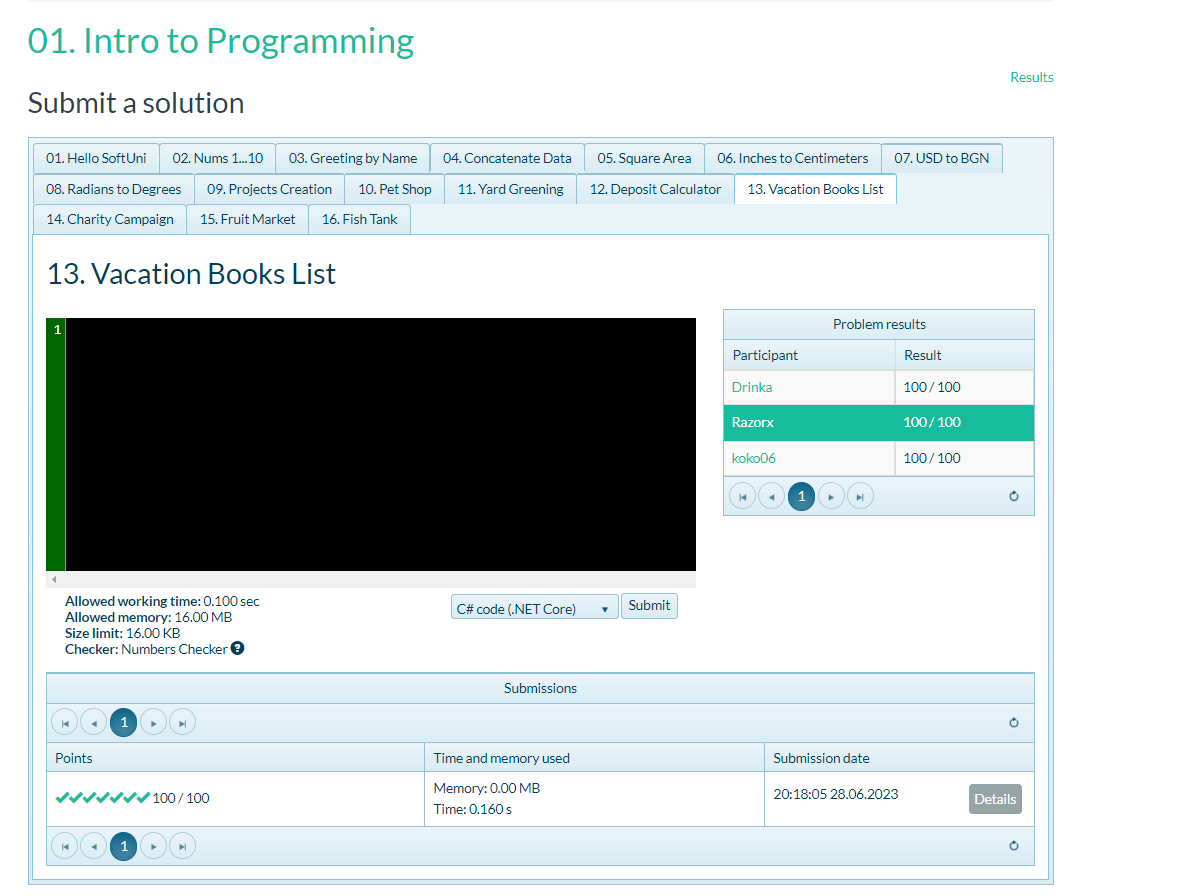 01. Intro to Programming
Results
Submit a solution
01. Hello SoftUni 02. Nums 1...10 03. Greeting by Name 04. Concatenate Data 05. Square Area 06. Inches to Centimeters 07. USD to BGN
08. Radians to Degrees 09. Projects Creation 10. Pet Shop 11. Yard Greening 12. Deposit Calculator 13. Vacation Books List
14. Charity Campaign 15. Fruit Market 16. Fish Tank
13. Vacation Books List
1
Problem results
Participant Result
Drinka 100 / 100
Razorx 100 / 100
koko06 100 / 100
1
Allowed working time: 0.100 sec
Allowed memory: 16.00 MB
Size limit: 16.00 KB
Checker: Numbers Checker ?
C# code (.NET Core) Submit
Submissions
1
Points Time and memory used Submission date
100 / 100 Memory: 0.00 MB 20:18:05 28.06.2023 Details
Time: 0.160 s
1